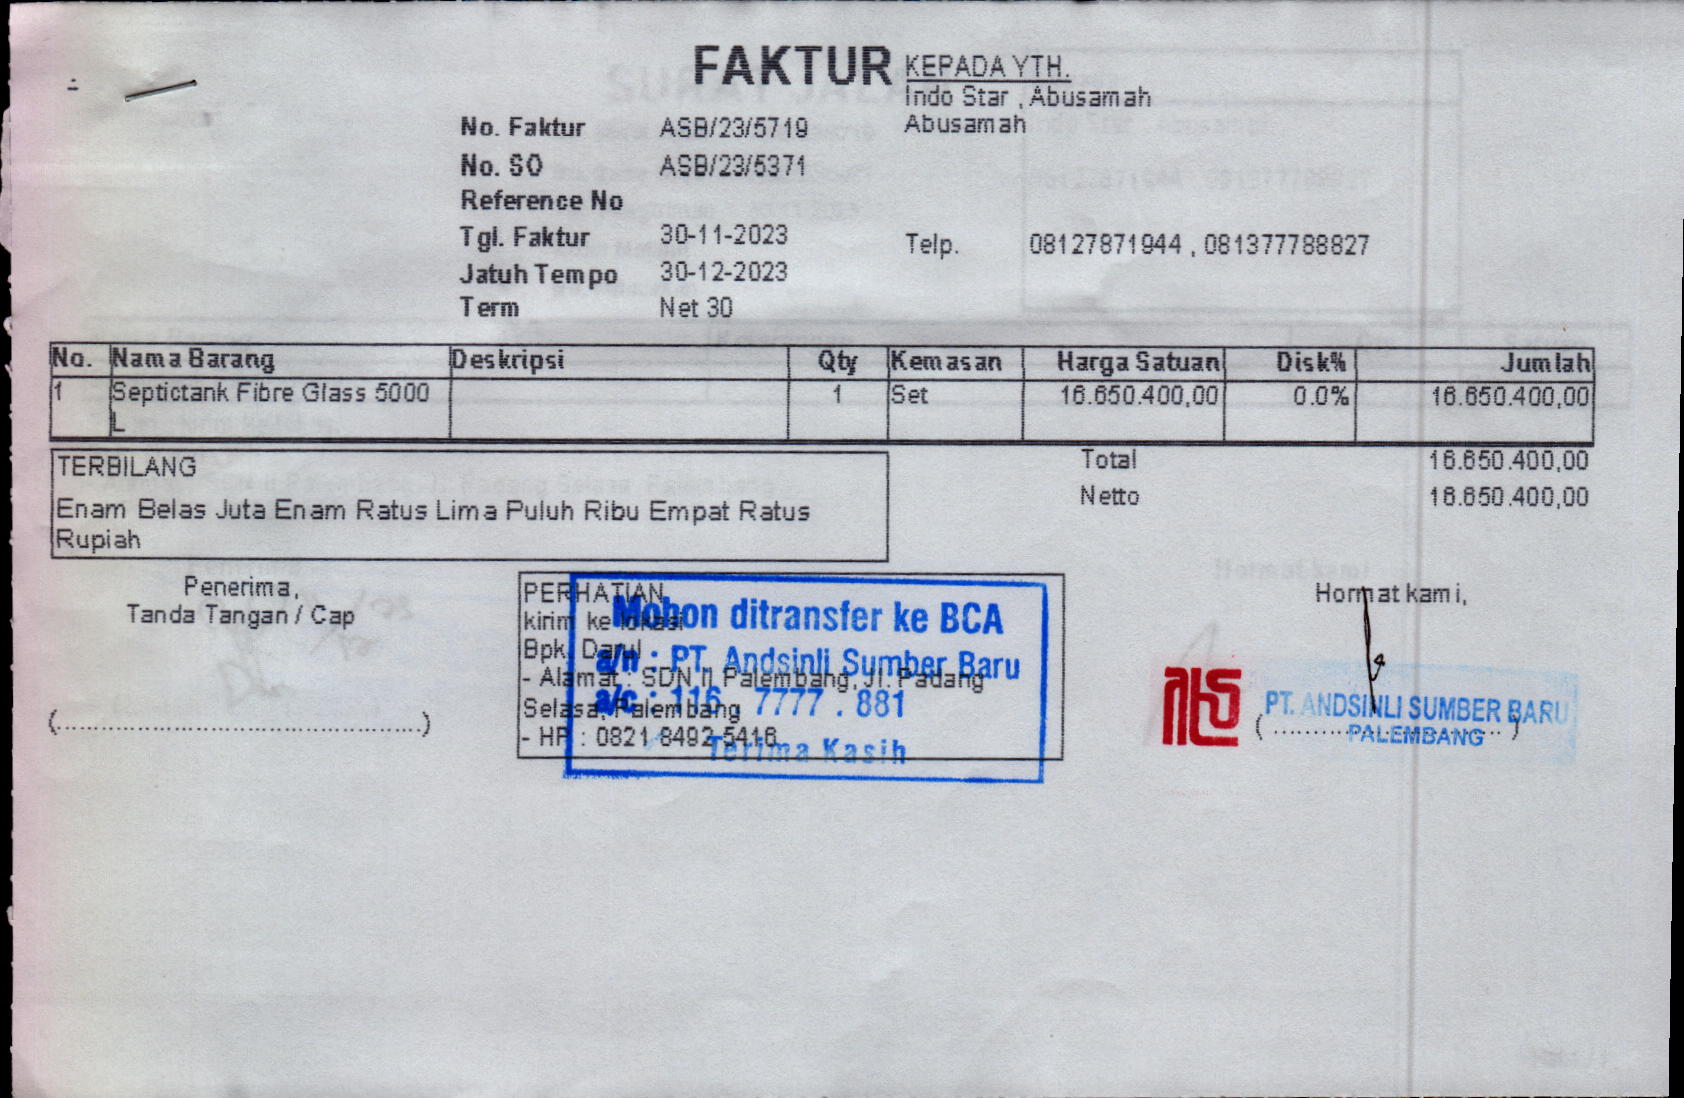 FAKTUR
KEPADA YTH.
Indo Star , Abusamah
Abusamah
No. Faktur ASB/23/5719
No. SO ASB/23/5371
Reference No
Tgl. Faktur 30-11-2023
Telp. 08127871944 , 081377788827
Jatuh Tempo 30-12-2023
Term Net 30
No. Nama Barang Deskripsi Qty Kemasan Harga Satuan Disk% Jumlah
1 Septictank Fibre Glass 5000 1 Set 16.650.400,00 0.0% 16.650.400,00
L
Total 16.650.400,00
Netto 16.650.400,00
TERBILANG
Enam Belas Juta Enam Ratus Lima Puluh Ribu Empat Ratus
Rupiah
Penerima,
Tanda Tangan / Cap
(..............................................)
PERHATIAN
kirim ke lokasi
Bpk. Darul
- Alamat : SDN II Palembang, Jl. Padang
Selasa, Palembang
- HP : 0821 8492 5416
Mohon ditransfer ke BCA
a/n : PT. Andsinli Sumber Baru
a/c : 116 7777 . 881
Terima Kasih
Hormat kami,
PT. ANDSINLI SUMBER BARU
PALEMBANG